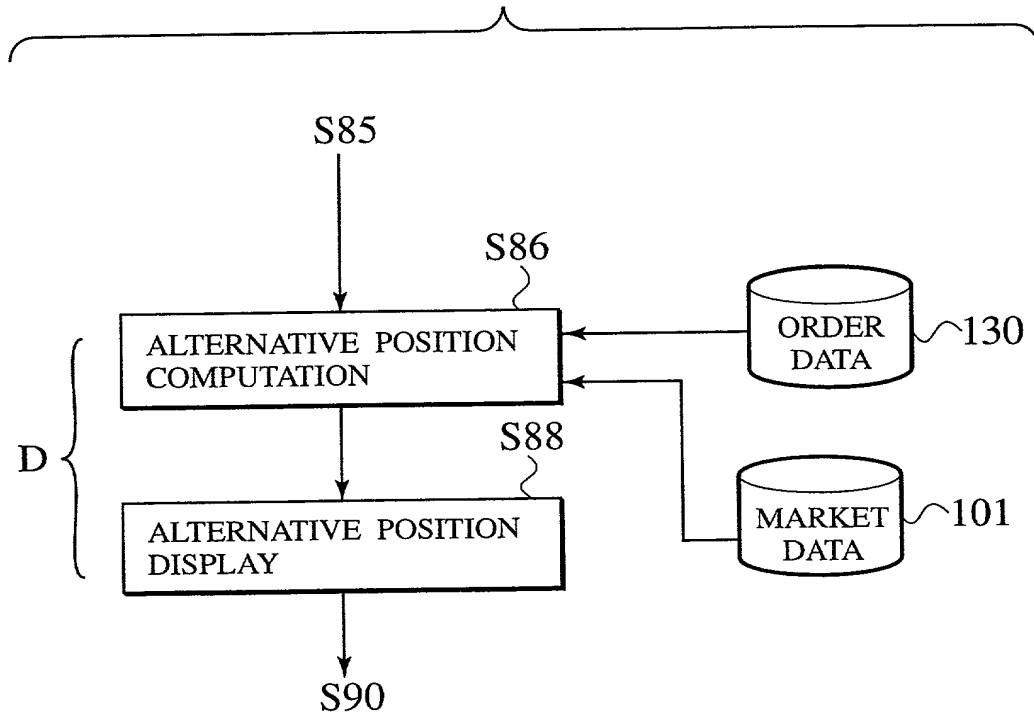 S85
S86
ALTERNATIVE POSITION
COMPUTATION
ORDER
DATA
130
D
S88
ALTERNATIVE POSITION
DISPLAY
MARKET
DATA
101
S90